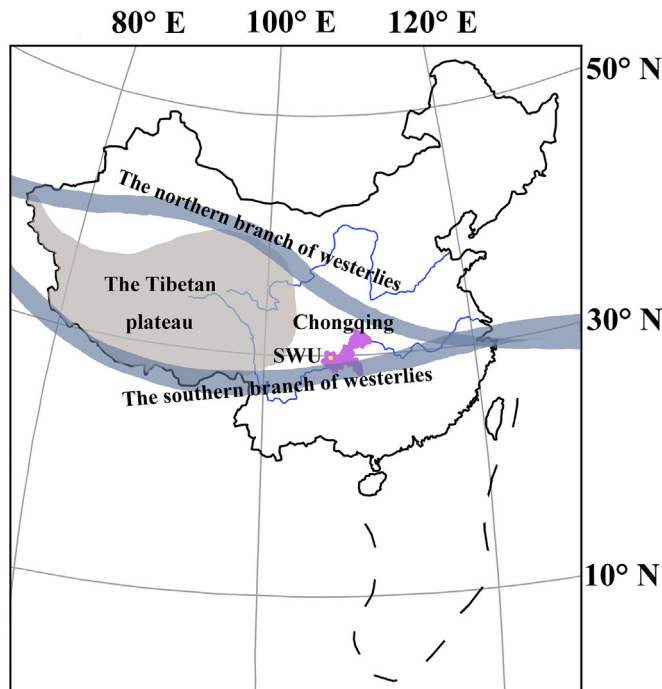 80° E
100° E
120° E
50° N
The northern branch of westerlies
The Tibetan
plateau
Chongqing
30° N
SWU
The southern branch of westerlies
10° N